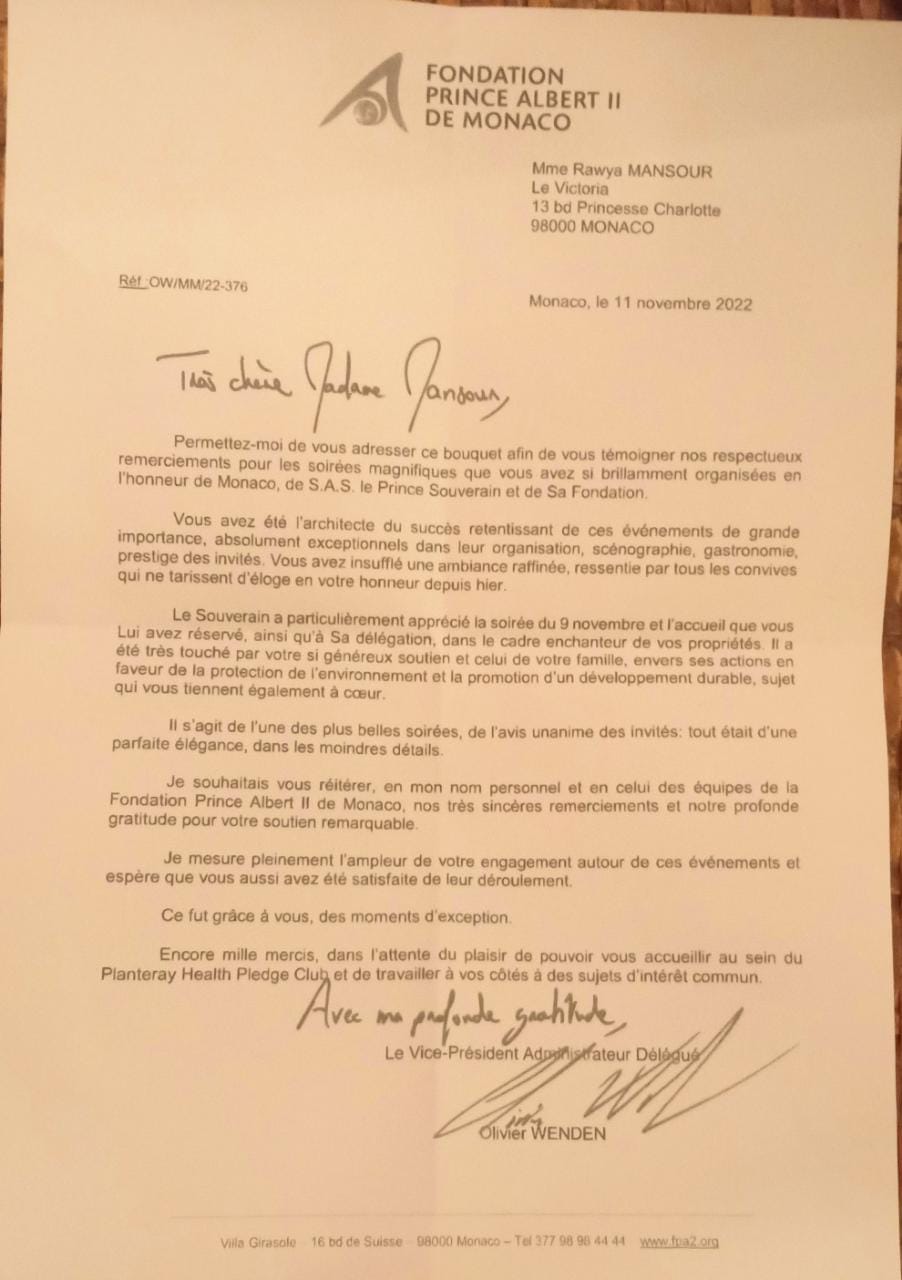 FONDATION
PRINCE ALBERT II
DE MONACO
Mme Rawya MANSOUR
Le Victoria
13 bd Princesse Charlotte
98000 MONACO
Réf :OW/MM/22-376
Monaco, le 11 novembre 2022
Très chère Madame Mansour,
Permettez-moi de vous adresser ce bouquet afin de vous témoigner nos respectueux
remerciements pour les soirées magnifiques que vous avez si brillamment organisées en
l'honneur de Monaco, de S.A.S. le Prince Souverain et de Sa Fondation.
Vous avez été l'architecte du succès retentissant de ces événements de grande
importance, absolument exceptionnels dans leur organisation, scénographie, gastronomie,
prestige des invités. Vous avez insufflé une ambiance raffinée, ressentie par tous les convives
qui ne tarissent d'éloge en votre honneur depuis hier.
Le Souverain a particulièrement apprécié la soirée du 9 novembre et l'accueil que vous
Lui avez réservé, ainsi qu'à Sa délégation, dans le cadre enchanteur de vos propriétés. Il a
été très touché par votre si généreux soutien et celui de votre famille, envers ses actions en
faveur de la protection de l'environnement et la promotion d'un développement durable, sujet
qui vous tiennent également à cœur.
Il s'agit de l'une des plus belles soirées, de l'avis unanime des invités: tout était d'une
parfaite élégance, dans les moindres détails.
Je souhaitais vous réitérer, en mon nom personnel et en celui des équipes de la
Fondation Prince Albert II de Monaco, nos très sincères remerciements et notre profonde
gratitude pour votre soutien remarquable.
Je mesure pleinement l'ampleur de votre engagement autour de ces événements et
espère que vous aussi avez été satisfaite de leur déroulement.
Ce fut grâce à vous, des moments d'exception.
Encore mille mercis, dans l'attente du plaisir de pouvoir vous accueillir au sein du
Planteray Health Pledge Club et de travailler à vos côtés à des sujets d'intérêt commun.
Avec ma profonde gratitude,
Le Vice-Président Administrateur Délégué
Olivier WENDEN
Villa Girasole - 16 bd de Suisse - 98000 Monaco – Tel 377 98 98 44 44 www.fpa2.org